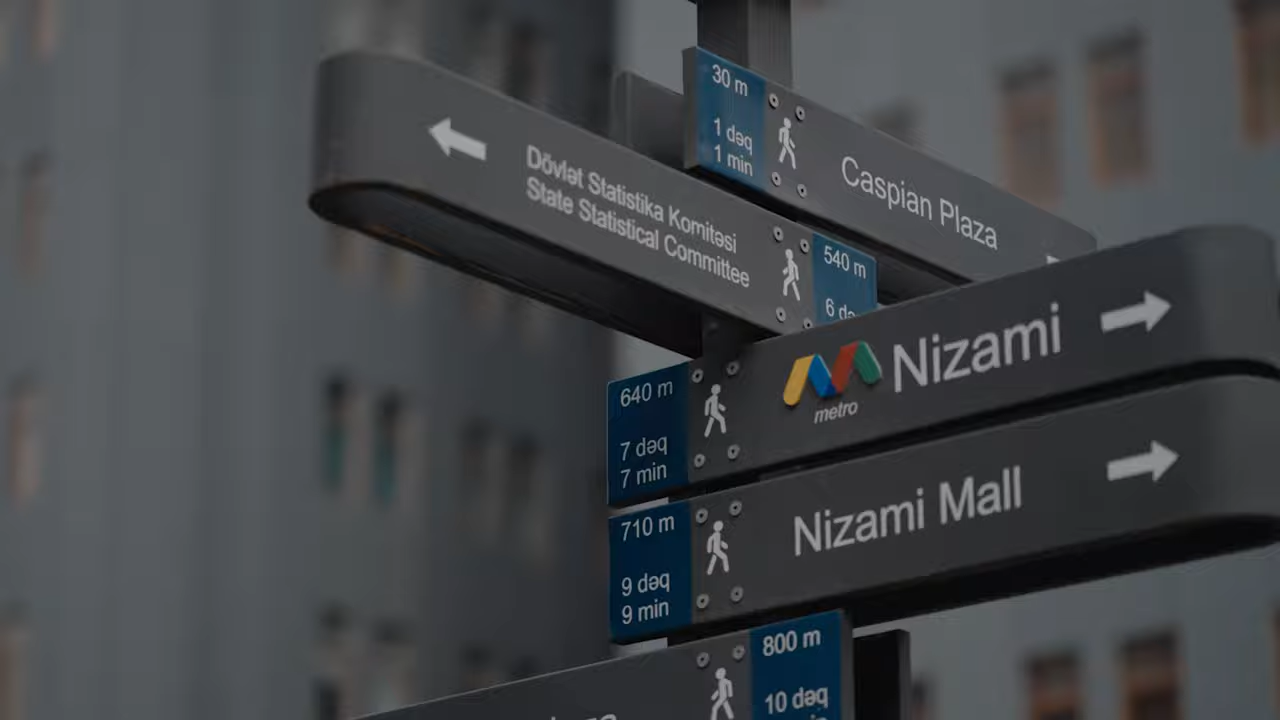 30 m
1 dəq
1 min
Caspian Plaza
Dövlət Statistika Komitəsi
State Statistical Committee
540 m
640 m
7 dəq
7 min
metro
Nizami
710 m
9 dəq
9 min
Nizami Mall
800 m
10 dəq